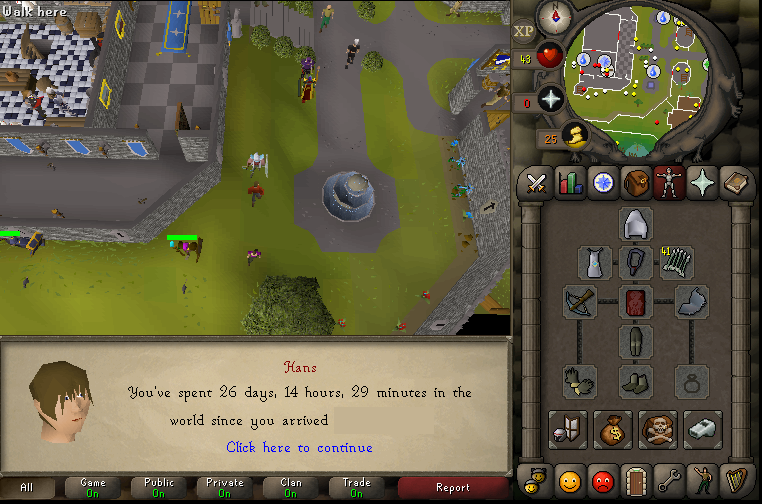 Walk here
N
XP
43
0
25
41
Hans
You've spent 26 days, 14 hours, 29 minutes in the
world since you arrived
Click here to continue
All
Game
On
Public
On
Private
On
Clan
On
Trade
On
Report